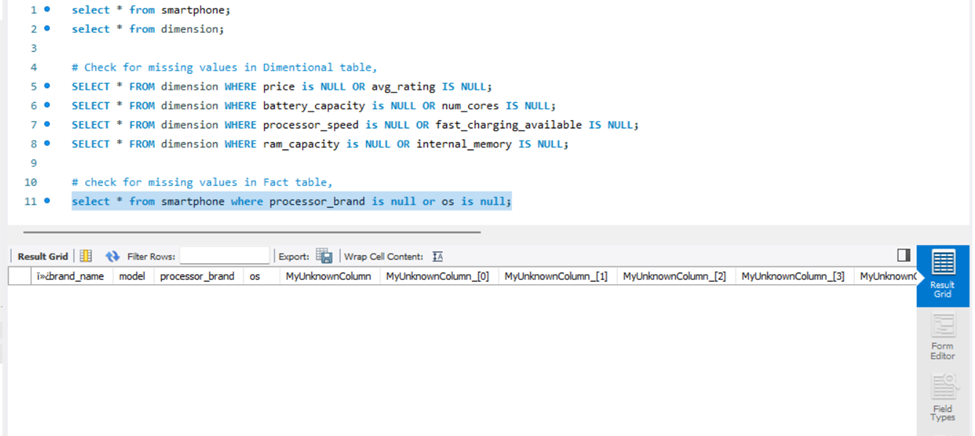 1 select * from smartphone;
2 select * from dimension;
3
4 # Check for missing values in Dimentional table,
5 SELECT * FROM dimension WHERE price is NULL OR avg_rating IS NULL;
6 SELECT * FROM dimension WHERE battery_capacity is NULL OR num_cores IS NULL;
7 SELECT * FROM dimension WHERE processor_speed is NULL OR fast_charging_available IS NULL;
8 SELECT * FROM dimension WHERE ram_capacity is NULL OR internal_memory IS NULL;
9
10 # check for missing values in Fact table,
11 select * from smartphone where processor_brand is null or os is null;
Result Grid Filter Rows: Export: Wrap Cell Content:
ï»¿brand_name model processor_brand os MyUnknownColumn MyUnknownColumn_[0] MyUnknownColumn_[1] MyUnknownColumn_[2] MyUnknownColumn_[3] MyUnknownC
Result
Grid
Form
Editor
Field
Types